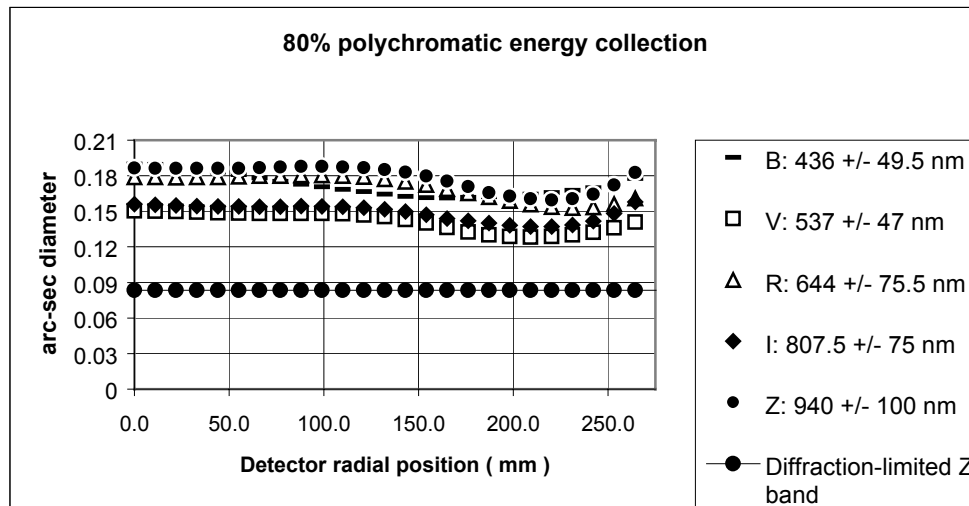 80% polychromatic energy collection
0.21
0.18
0.15
0.12
0.09
0.06
0.03
0
arc-sec diameter
0.0
50.0
100.0
150.0
200.0
250.0
Detector radial position ( mm )
B: 436 +/- 49.5 nm
V: 537 +/- 47 nm
R: 644 +/- 75.5 nm
I: 807.5 +/- 75 nm
Z: 940 +/- 100 nm
Diffraction-limited Z
band